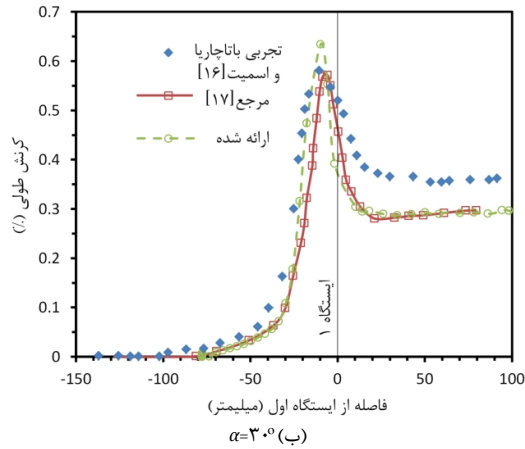 0.7
0.6
0.5
0.4
0.3
0.2
0.1
0
کرنش طولی (٪)
تجربی باتاچاریا
و اسمیت[۱۶]
مرجع[۱۷]
ارائه شده
ایستگاه ۱
-150 -100 -50 0 50 100
فاصله از ایستگاه اول (میلیمتر)
(ب) α=۳۰°